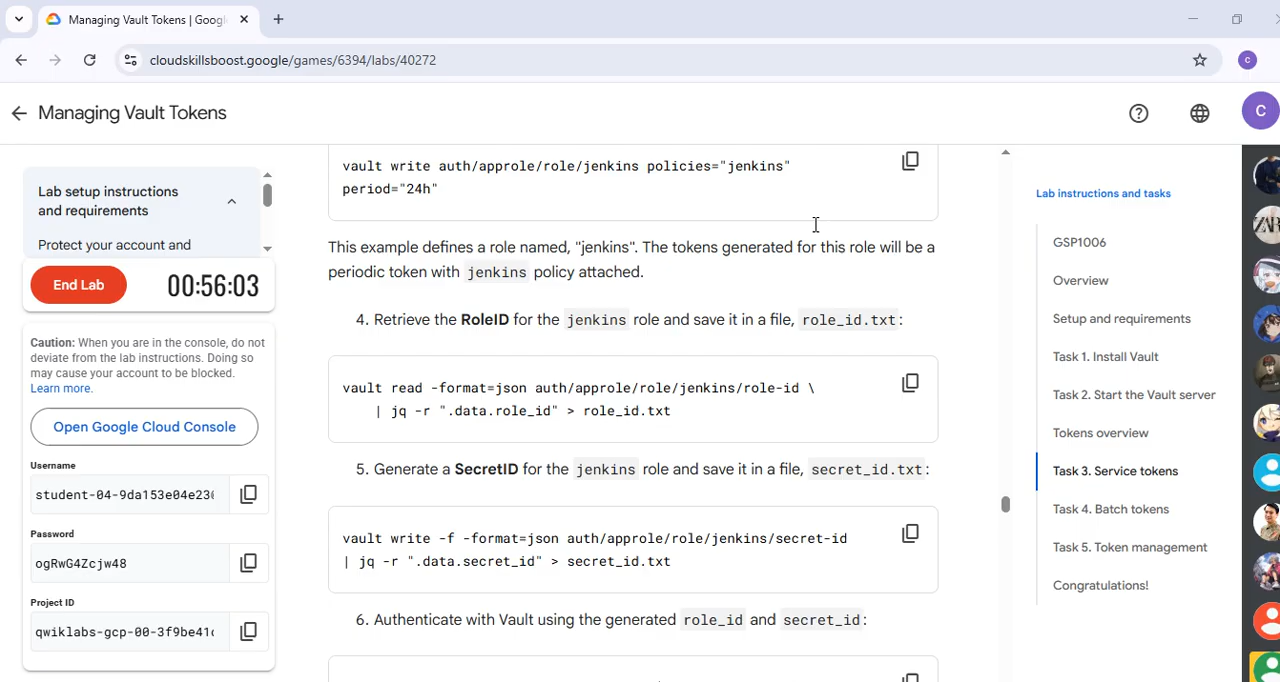 Managing Vault Tokens | Googl
cloudskillsboost.google/games/6394/labs/40272
C
Managing Vault Tokens
C
Lab setup instructions
and requirements
Protect your account and
End Lab
00:56:03
Caution: When you are in the console, do not
deviate from the lab instructions. Doing so
may cause your account to be blocked.
Learn more.
Open Google Cloud Console
Username
student-04-9da153e04e23
Password
ogRwG4Zcjw48
Project ID
qwiklabs-gcp-00-3f9be41
vault write auth/approle/role/jenkins policies="jenkins"
period="24h"
This example defines a role named, "jenkins". The tokens generated for this role will be a
periodic token with jenkins policy attached.
4. Retrieve the RoleID for the jenkins role and save it in a file, role_id.txt:
vault read -format=json auth/approle/role/jenkins/role-id \
| jq -r ".data.role_id" > role_id.txt
5. Generate a SecretID for the jenkins role and save it in a file, secret_id.txt:
vault write -f -format=json auth/approle/role/jenkins/secret-id
| jq -r ".data.secret_id" > secret_id.txt
6. Authenticate with Vault using the generated role_id and secret_id:
Lab instructions and tasks
GSP1006
Overview
Setup and requirements
Task 1. Install Vault
Task 2. Start the Vault server
Tokens overview
Task 3. Service tokens
Task 4. Batch tokens
Task 5. Token management
Congratulations!